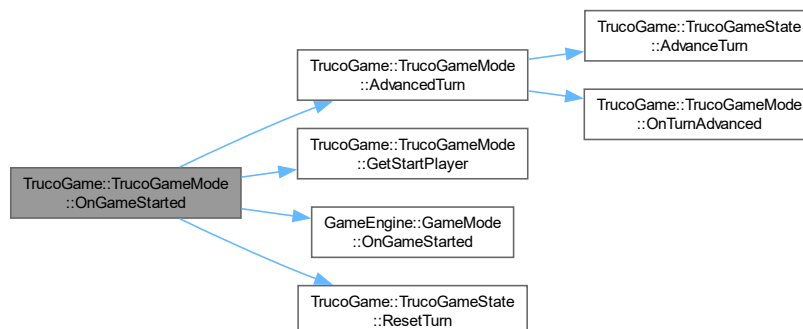 TrucoGame::TrucoGameState
::AdvanceTurn
TrucoGame::TrucoGameMode
::AdvancedTurn
TrucoGame::TrucoGameMode
::OnTurnAdvanced
TrucoGame::TrucoGameMode
::GetStartPlayer
TrucoGame::TrucoGameMode
::OnGameStarted
GameEngine::GameMode
::OnGameStarted
TrucoGame::TrucoGameState
::ResetTurn